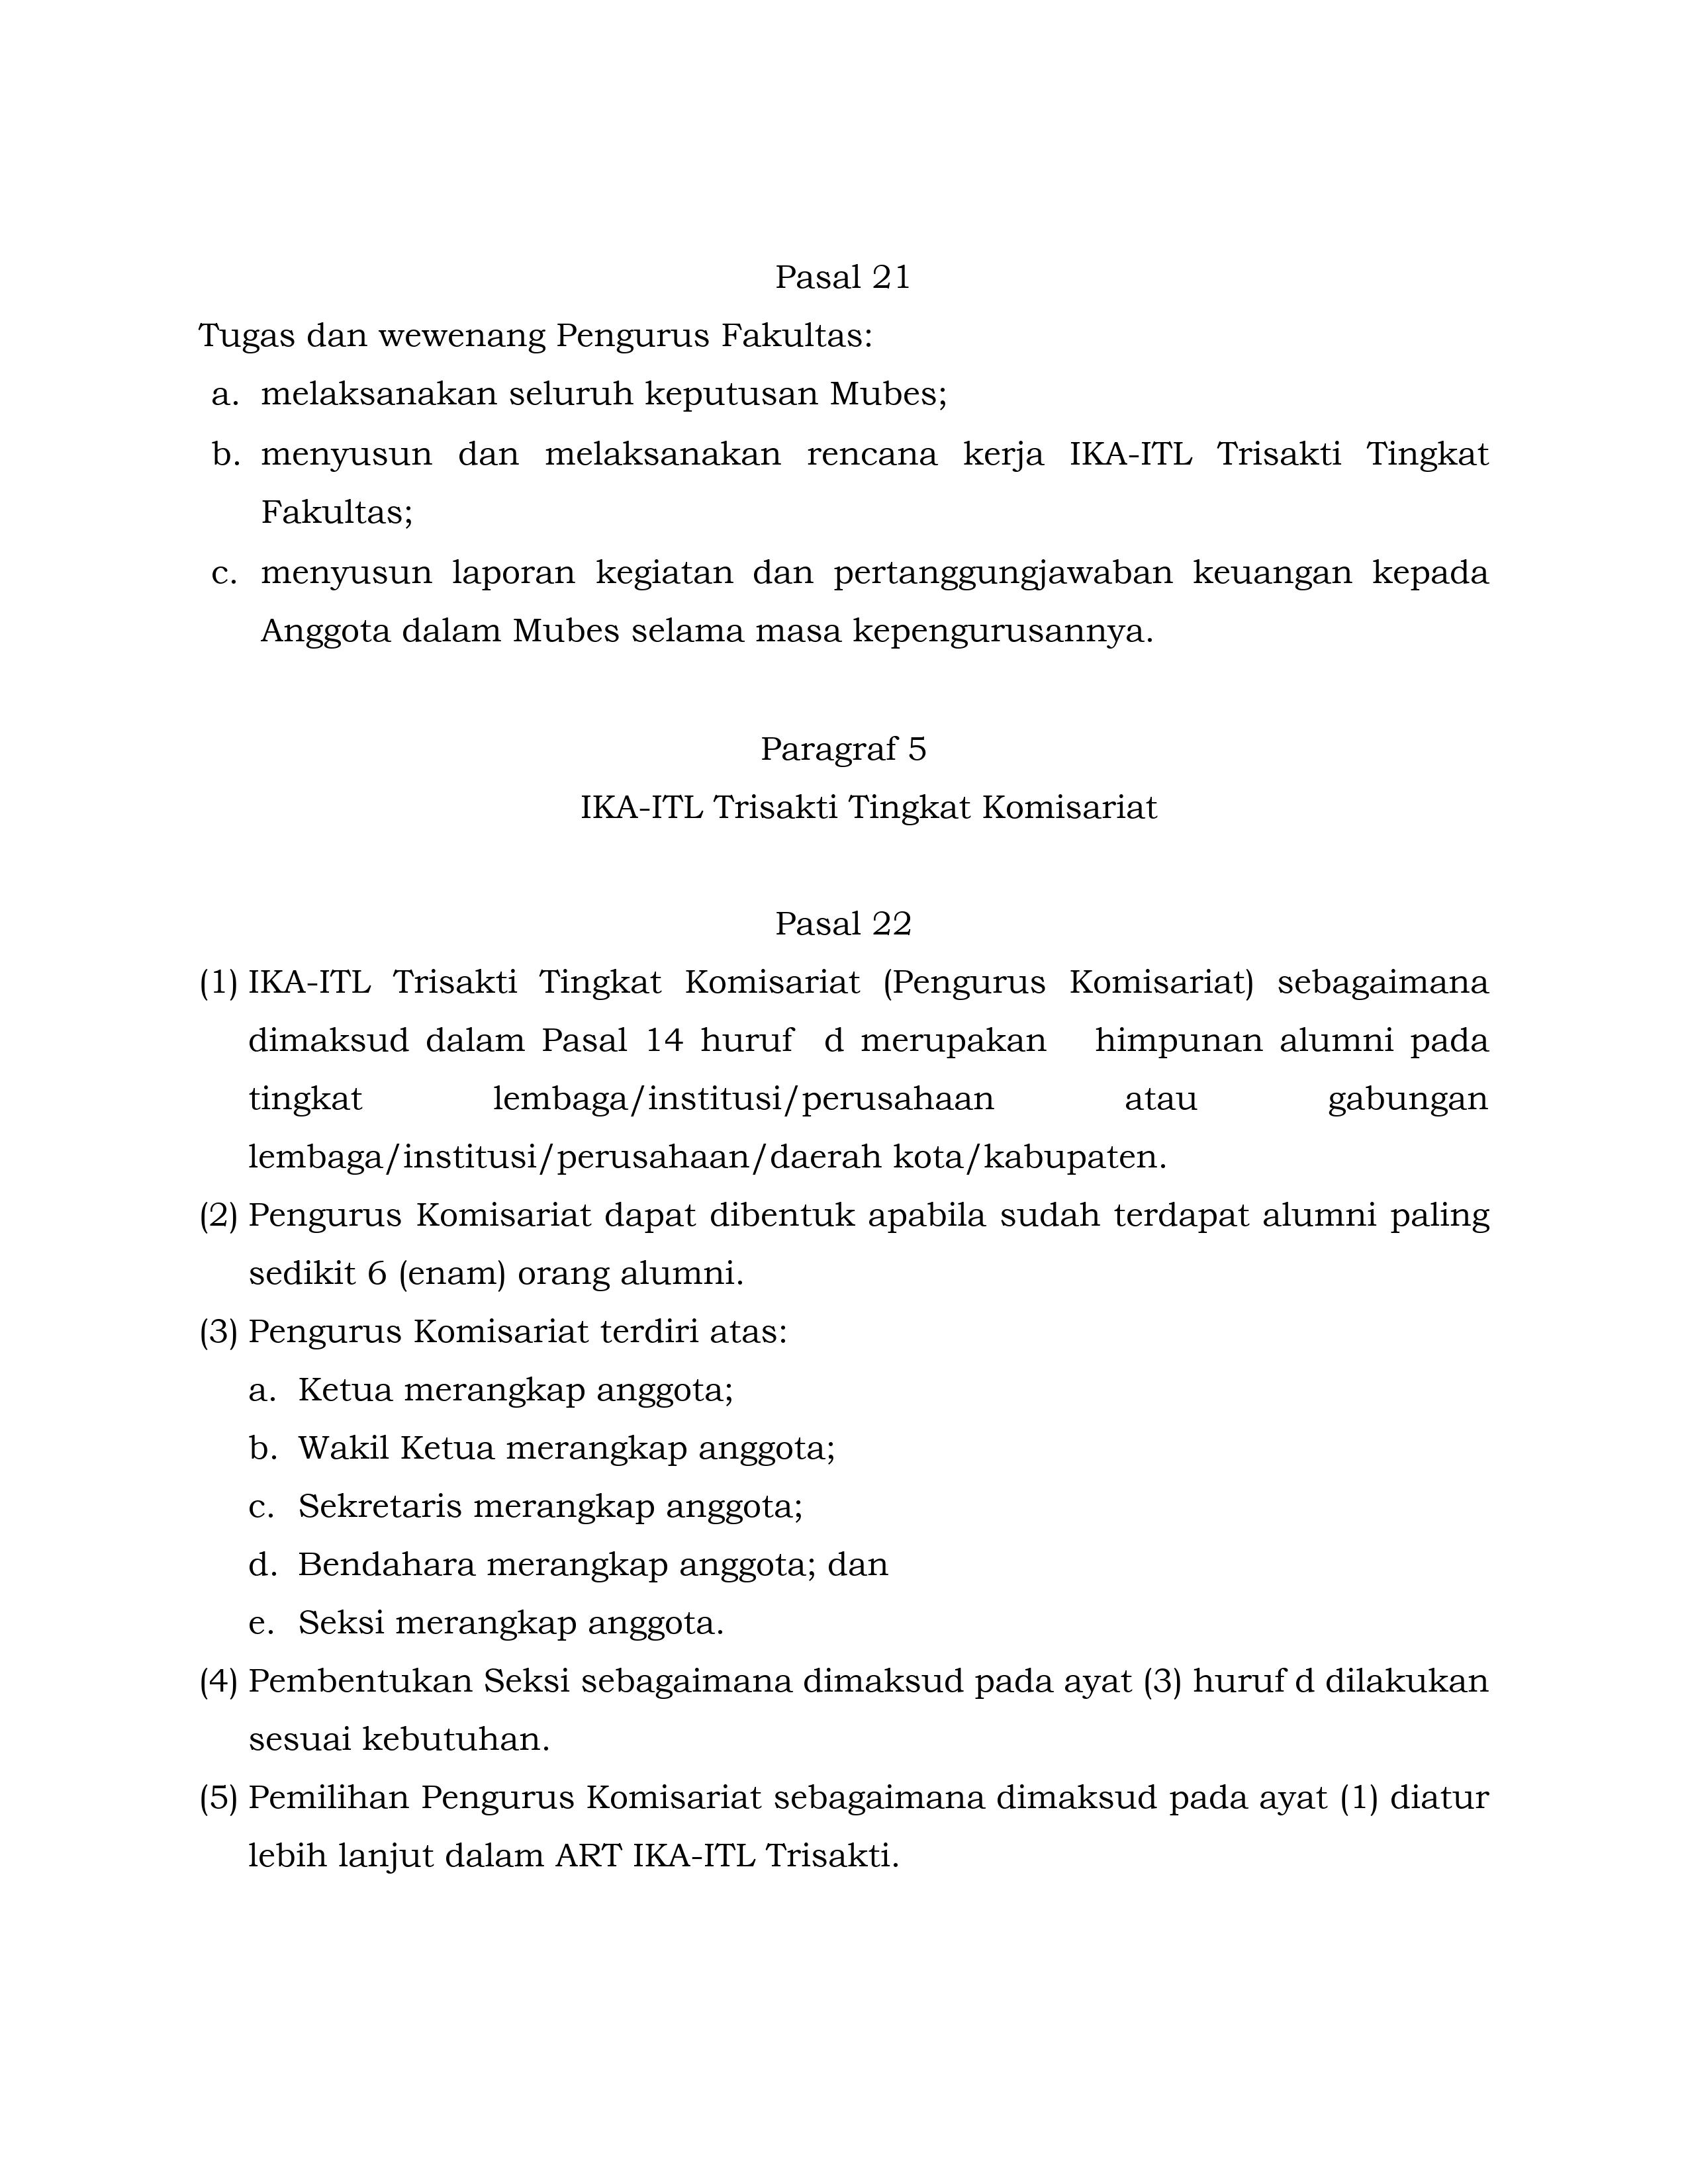 Pasal 21
Tugas dan wewenang Pengurus Fakultas:
a. melaksanakan seluruh keputusan Mubes;
b. menyusun dan melaksanakan rencana kerja IKA-ITL Trisakti Tingkat
Fakultas;
c. menyusun laporan kegiatan dan pertanggungjawaban keuangan kepada
Anggota dalam Mubes selama masa kepengurusannya.
Paragraf 5
IKA-ITL Trisakti Tingkat Komisariat
Pasal 22
(1) IKA-ITL Trisakti Tingkat Komisariat (Pengurus Komisariat) sebagaimana
dimaksud dalam Pasal 14 huruf d merupakan himpunan alumni pada
tingkat lembaga/institusi/perusahaan atau gabungan
lembaga/institusi/perusahaan/daerah kota/kabupaten.
(2) Pengurus Komisariat dapat dibentuk apabila sudah terdapat alumni paling
sedikit 6 (enam) orang alumni.
(3) Pengurus Komisariat terdiri atas:
a. Ketua merangkap anggota;
b. Wakil Ketua merangkap anggota;
c. Sekretaris merangkap anggota;
d. Bendahara merangkap anggota; dan
e. Seksi merangkap anggota.
(4) Pembentukan Seksi sebagaimana dimaksud pada ayat (3) huruf d dilakukan
sesuai kebutuhan.
(5) Pemilihan Pengurus Komisariat sebagaimana dimaksud pada ayat (1) diatur
lebih lanjut dalam ART IKA-ITL Trisakti.